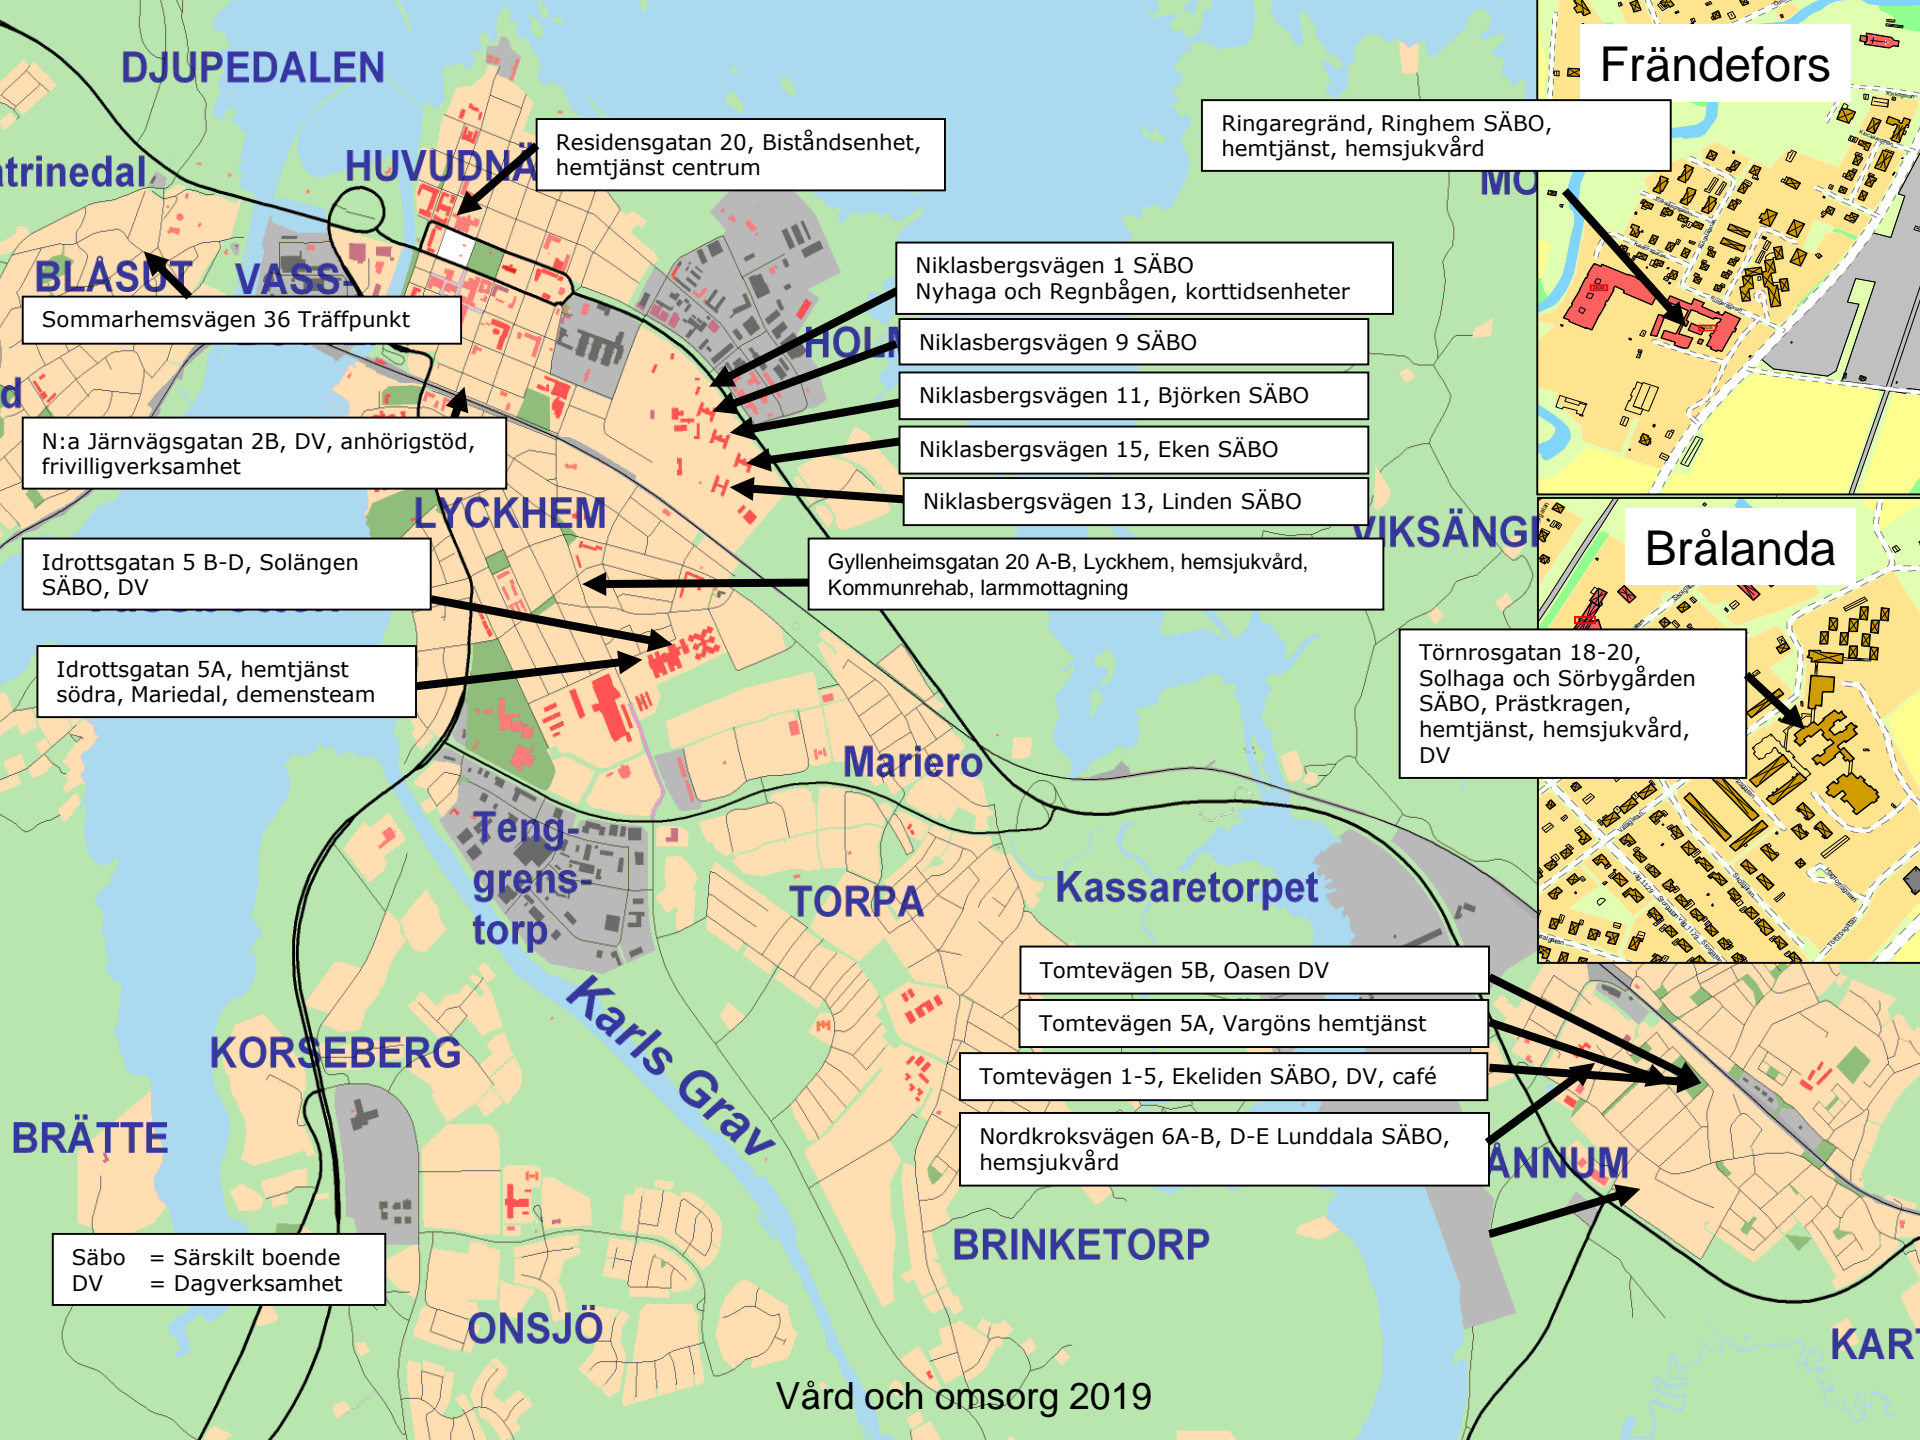 DJUPEDALEN
Frändefors
Residensgatan 20, Biståndsenhet,
hemtjänst centrum
Ringaregränd, Ringhem SÄBO,
hemtjänst, hemsjukvård
trinedal
HUVUDNÄ
MO
BLÅSUT
VASS-
Sommarhemsvägen 36 Träffpunkt
Niklasbergsvägen 1 SÄBO
Nyhaga och Regnbågen, korttidsenheter
HOL
Niklasbergsvägen 9 SÄBO
d
Niklasbergsvägen 11, Björken SÄBO
N:a Järnvägsgatan 2B, DV, anhörigstöd,
frivilligverksamhet
Niklasbergsvägen 15, Eken SÄBO
Niklasbergsvägen 13, Linden SÄBO
LYCKHEM
VIKSÄNG
Brålanda
Idrottsgatan 5 B-D, Solängen
SÄBO, DV
Gyllenheimsgatan 20 A-B, Lyckhem, hemsjukvård,
Kommunrehab, larmmottagning
Idrottsgatan 5A, hemtjänst
södra, Mariedal, demensteam
Törnrosgatan 18-20,
Solhaga och Sörbygården
SÄBO, Prästkragen,
hemtjänst, hemsjukvård,
DV
Mariero
Teng-
grens-
torp
TORPA
Kassaretorpet
Karls Grav
Tomtevägen 5B, Oasen DV
Tomtevägen 5A, Vargöns hemtjänst
KORSEBERG
Tomtevägen 1-5, Ekeliden SÄBO, DV, café
BRÄTTE
Nordkroksvägen 6A-B, D-E Lunddala SÄBO,
hemsjukvård
ÅNNUM
BRINKETORP
Säbo = Särskilt boende
DV = Dagverksamhet
ONSJÖ
KART
Vård och omsorg 2019